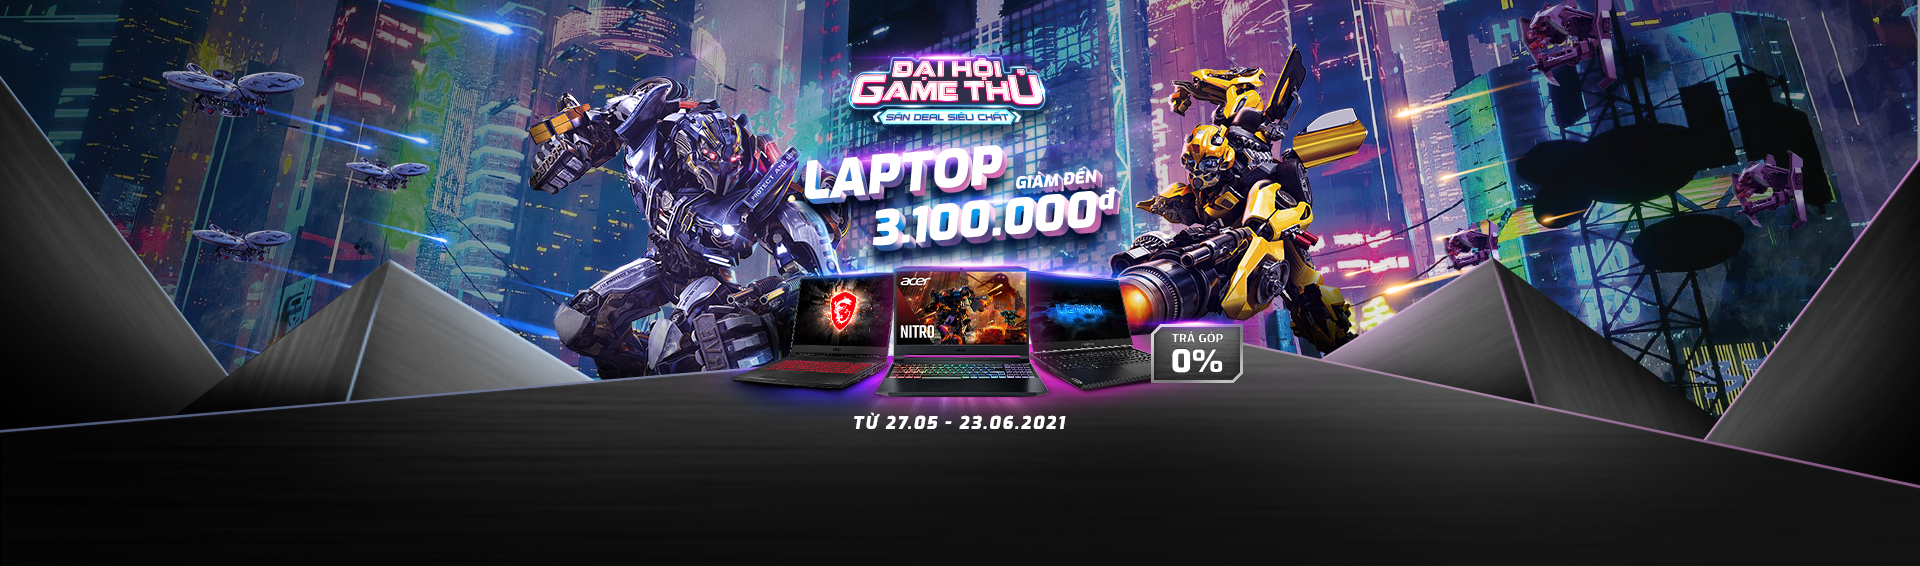 ĐẠI HỘI
GAME THỦ
SĂN DEAL SIÊU CHẤT
LAPTOP
GIẢM ĐẾN
3.100.000đ
acer
NITRO
LEGION
TRẢ GÓP
0%
TỪ 27.05 - 23.06.2021